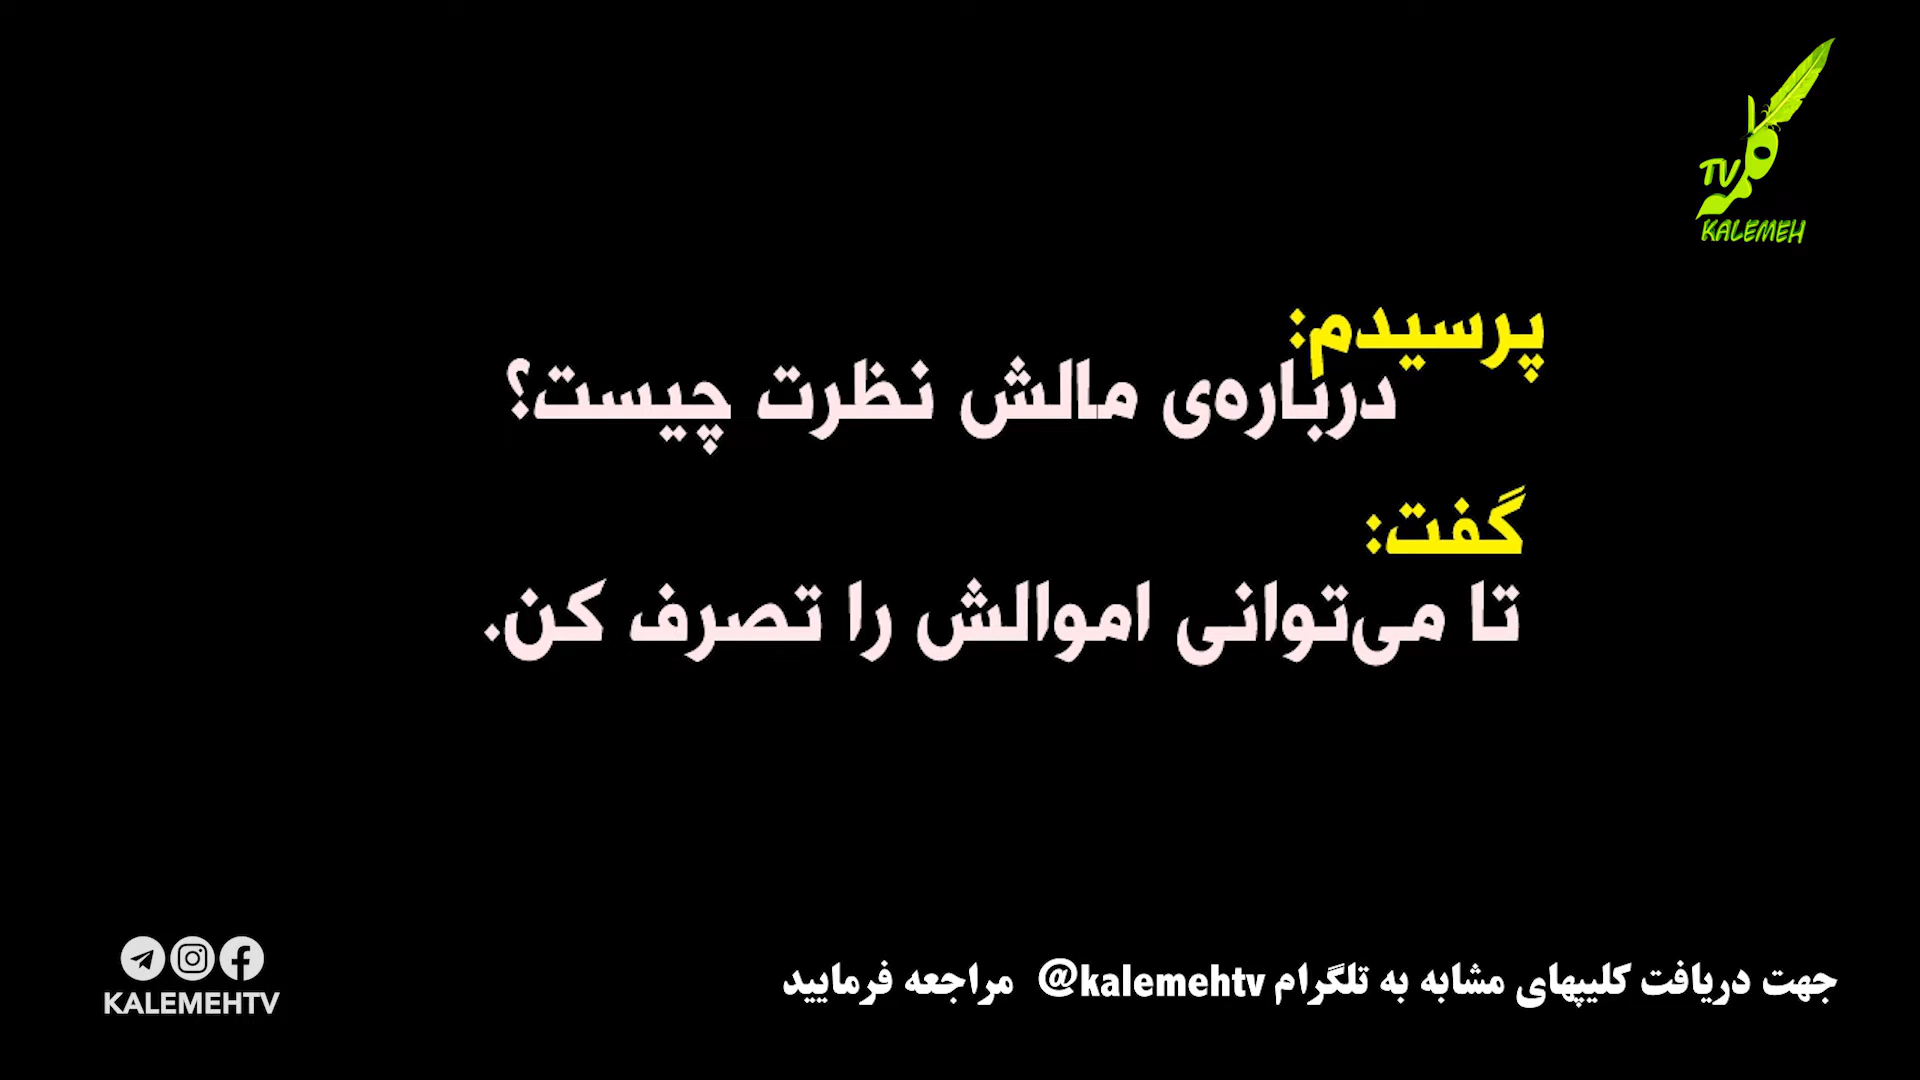 TV
KALEMEH
پرسیدم:
درباره‌ی مالش نظرت چیست؟
گفت:
تا می‌توانی اموالش را تصرف کن.
جهت دریافت کلیپهای مشابه به تلگرام @kalemehtv مراجعه فرمایید
KALEMEHTV